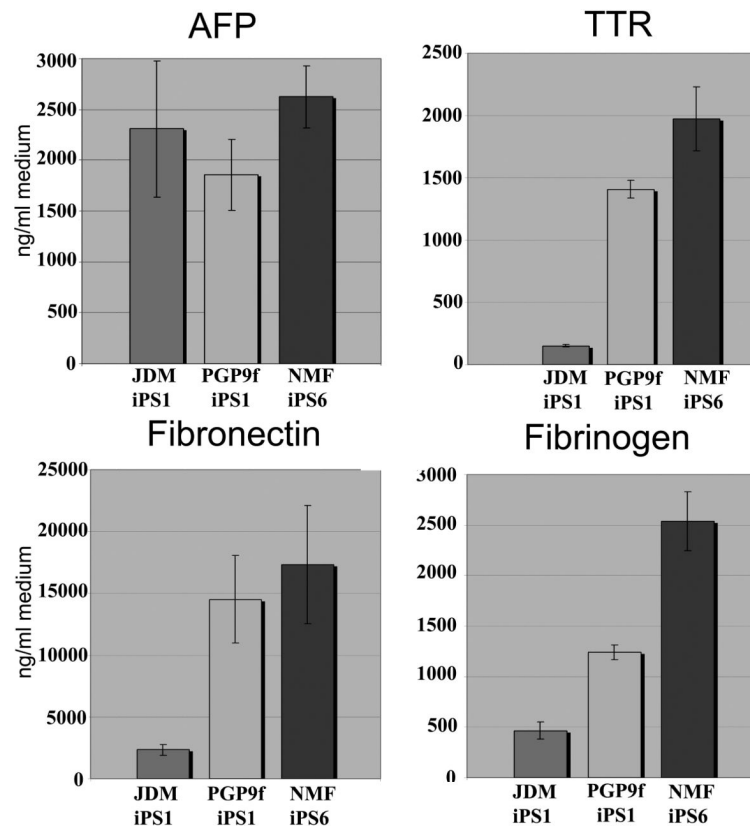 AFP
TTR
ng/ml medium
3000
2500
2000
1500
1000
500
0
JDM PGP9f NMF
iPS1 iPS1 iPS6
2500
2000
1500
1000
500
0
JDM PGP9f NMF
iPS1 iPS1 iPS6
Fibronectin
Fibrinogen
ng/ml medium
25000
20000
15000
10000
5000
0
JDM PGP9f NMF
iPS1 iPS1 iPS6
3000
2500
2000
1500
1000
500
0
JDM PGP9f NMF
iPS1 iPS1 iPS6